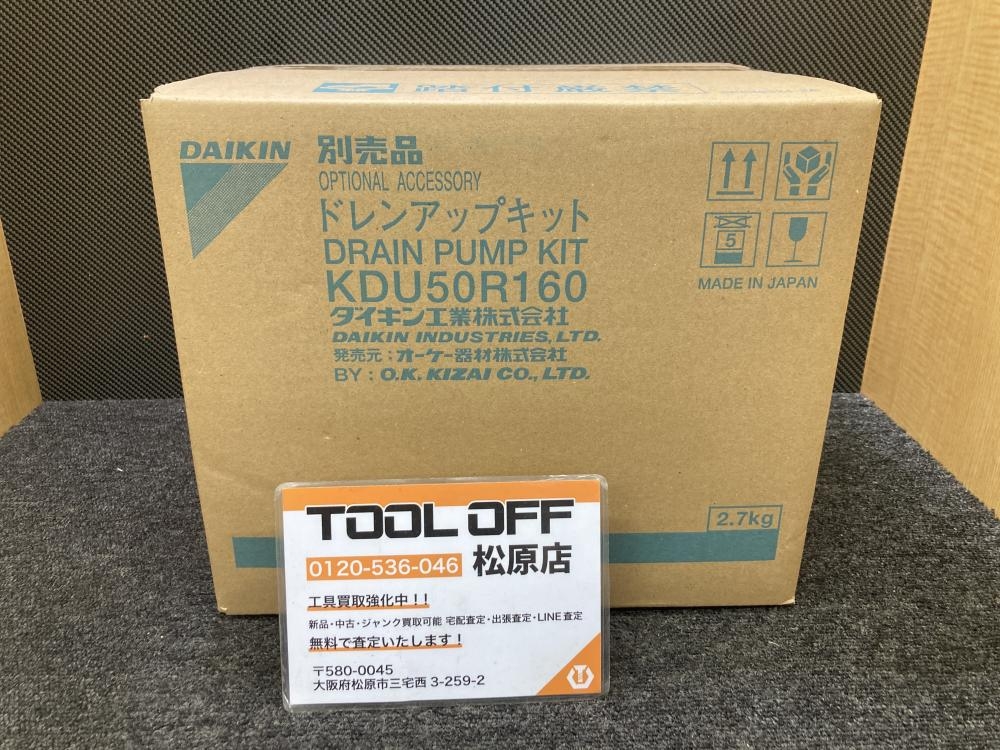 踏付厳禁
DAIKIN
別売品
OPTIONAL ACCESSORY
ドレンアップキット
DRAIN PUMP KIT
KDU50R160
ダイキン工業株式会社
DAIKIN INDUSTRIES, LTD.
発売元：オーケー器材株式会社
BY : O.K. KIZAI CO., LTD.
5
MADE IN JAPAN
2.7kg
TOOL OFF
0120-536-046 松原店
工具買取強化中！！
新品・中古・ジャンク買取可能 宅配査定・出張査定・LINE査定
無料で査定いたします！
〒580-0045
大阪府松原市三宅西 3-259-2